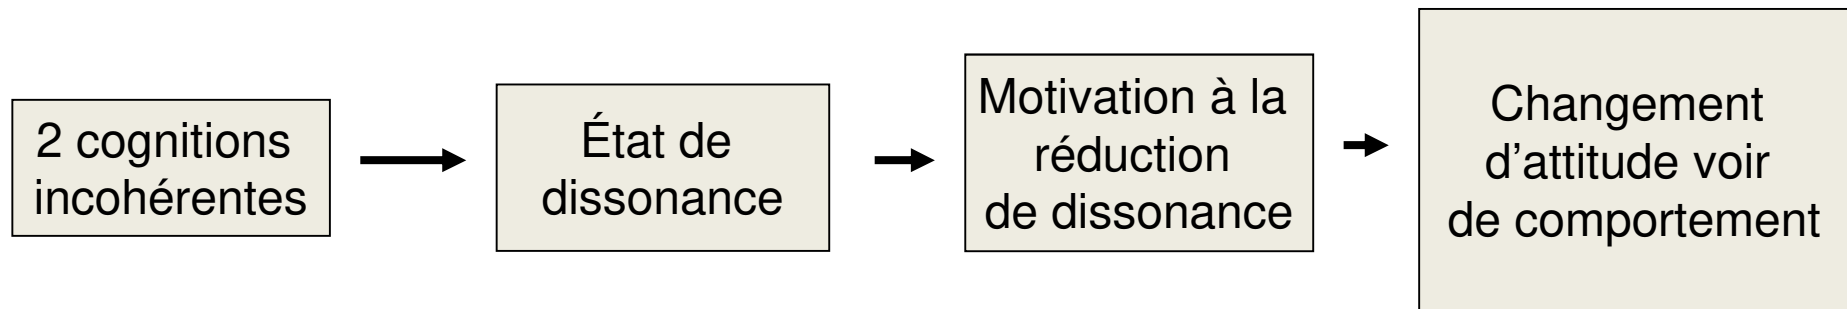 2 cognitions
incohérentes
État de
dissonance
Motivation à la
réduction
de dissonance
Changement
d’attitude voir
de comportement